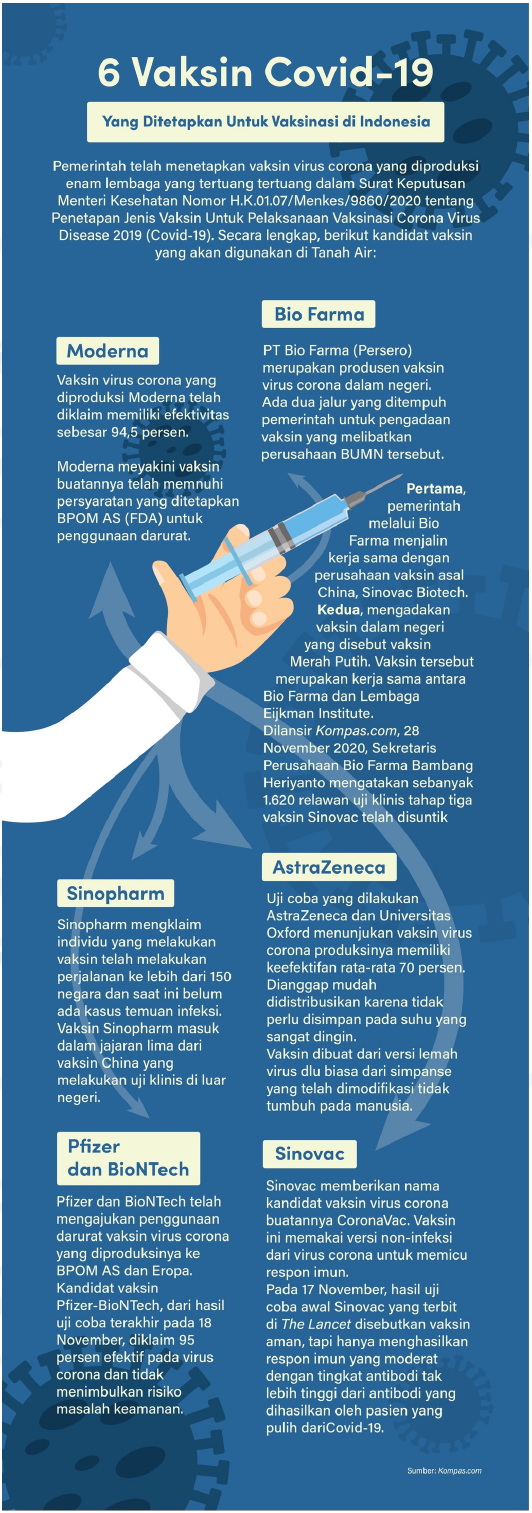 6 Vaksin Covid-19
Yang Ditetapkan Untuk Vaksinasi di Indonesia
Pemerintah telah menetapkan vaksin virus corona yang diproduksi
enam lembaga yang tertuang tertuang dalam Surat Keputusan
Menteri Kesehatan Nomor H.K.01.07/Menkes/9860/2020 tentang
Penetapan Jenis Vaksin Untuk Pelaksanaan Vaksinasi Corona Virus
Disease 2019 (Covid-19). Secara lengkap, berikut kandidat vaksin
yang akan digunakan di Tanah Air:
Moderna
Vaksin virus corona yang
diproduksi Moderna telah
diklaim memiliki efektivitas
sebesar 94,5 persen.
Moderna meyakini vaksin
buatannya telah memnuhi
persyaratan yang ditetapkan
BPOM AS (FDA) untuk
penggunaan darurat.
Bio Farma
PT Bio Farma (Persero)
merupakan produsen vaksin
virus corona dalam negeri.
Ada dua jalur yang ditempuh
pemerintah untuk pengadaan
vaksin yang melibatkan
perusahaan BUMN tersebut.
Pertama,
pemerintah
melalui Bio
Farma menjalin
kerja sama dengan
perusahaan vaksin asal
China, Sinovac Biotech.
Kedua, mengadakan
vaksin dalam negeri
yang disebut vaksin
Merah Putih. Vaksin tersebut
merupakan kerja sama antara
Bio Farma dan Lembaga
Eijkman Institute.
Dilansir Kompas.com, 28
November 2020, Sekretaris
Perusahaan Bio Farma Bambang
Heriyanto mengatakan sebanyak
1.620 relawan uji klinis tahap tiga
vaksin Sinovac telah disuntik
Sinopharm
Sinopharm mengklaim
individu yang melakukan
vaksin telah melakukan
perjalanan ke lebih dari 150
negara dan saat ini belum
ada kasus temuan infeksi.
Vaksin Sinopharm masuk
dalam jajaran lima dari
vaksin China yang
melakukan uji klinis di luar
negeri.
AstraZeneca
Uji coba yang dilakukan
AstraZeneca dan Universitas
Oxford menunjukan vaksin virus
corona produksinya memiliki
keefektifan rata-rata 70 persen.
Dianggap mudah
didistribusikan karena tidak
perlu disimpan pada suhu yang
sangat dingin.
Vaksin dibuat dari versi lemah
virus dlu biasa dari simpanse
yang telah dimodifikasi tidak
tumbuh pada manusia.
Pfizer
dan BioNTech
Pfizer dan BioNTech telah
mengajukan penggunaan
darurat vaksin virus corona
yang diproduksinya ke
BPOM AS dan Eropa.
Kandidat vaksin
Pfizer-BioNTech, dari hasil
uji coba terakhir pada 18
November, diklaim 95
persen efektif pada virus
corona dan tidak
menimbulkan risiko
masalah keamanan.
Sinovac
Sinovac memberikan nama
kandidat vaksin virus corona
buatannya CoronaVac. Vaksin
ini memakai versi non-infeksi
dari virus corona untuk memicu
respon imun.
Pada 17 November, hasil uji
coba awal Sinovac yang terbit
di The Lancet disebutkan vaksin
aman, tapi hanya menghasilkan
respon imun yang moderat
dengan tingkat antibodi tak
lebih tinggi dari antibodi yang
dihasilkan oleh pasien yang
pulih dariCovid-19.
Sumber: Kompas.com